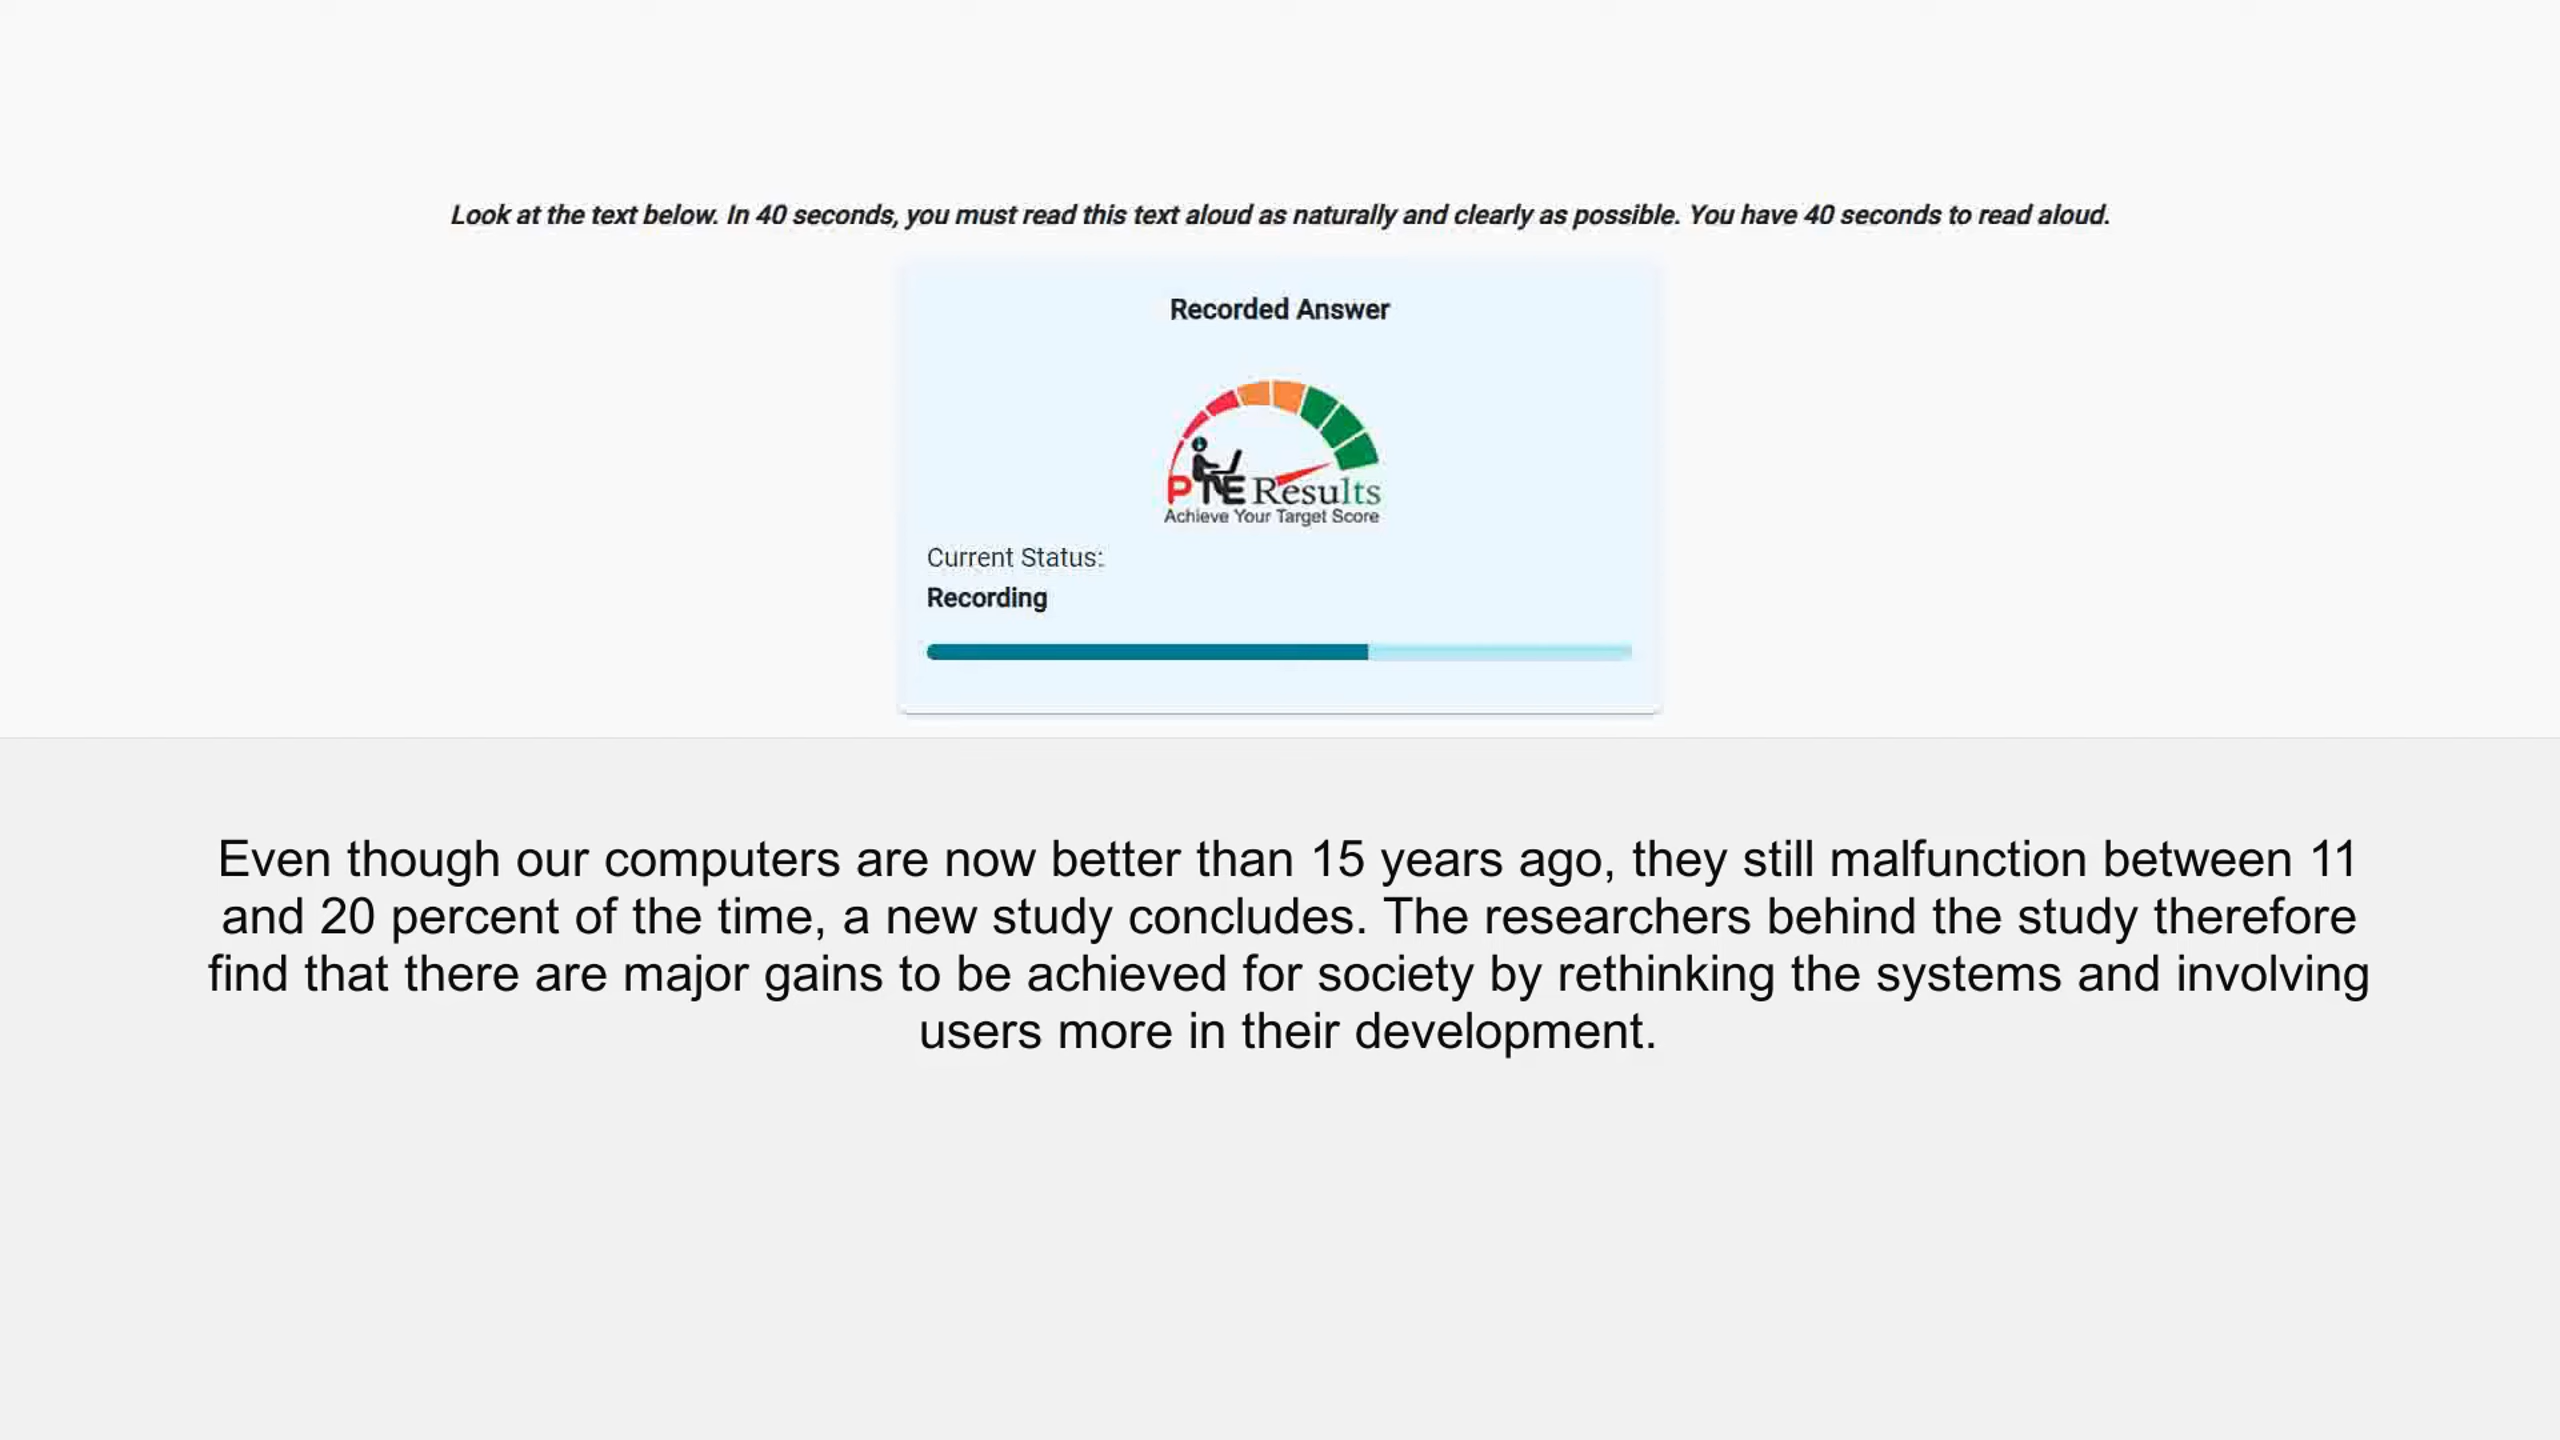 Look at the text below. In 40 seconds, you must read this text aloud as naturally and clearly as possible. You have 40 seconds to read aloud.
Recorded Answer
PTE Results
Achieve Your Target Score
Current Status:
Recording
Even though our computers are now better than 15 years ago, they still malfunction between 11
and 20 percent of the time, a new study concludes. The researchers behind the study therefore
find that there are major gains to be achieved for society by rethinking the systems and involving
users more in their development.